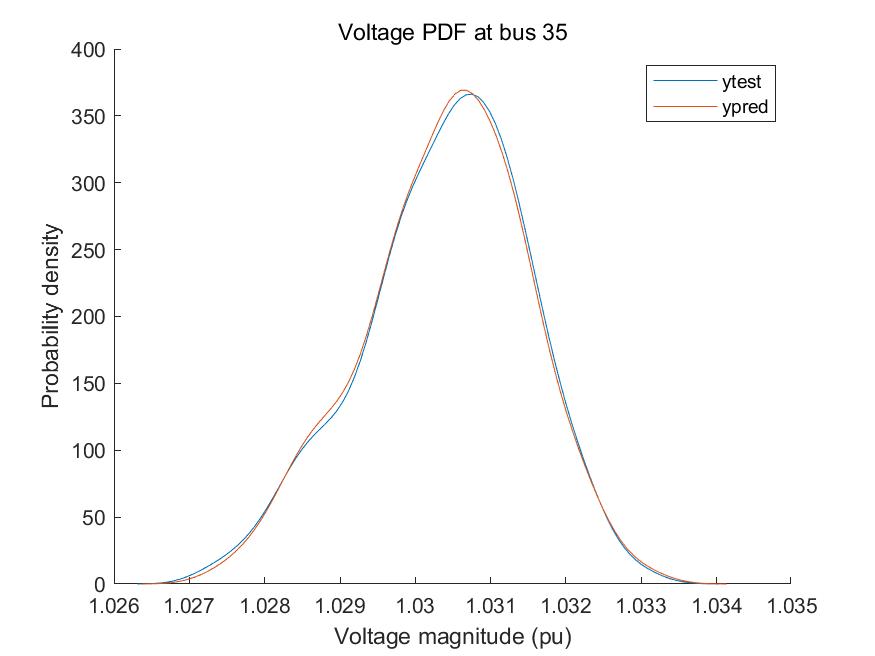 Voltage PDF at bus 35
ytest
ypred
Probability density
400
350
300
250
200
150
100
50
0
1.026 1.027 1.028 1.029 1.03 1.031 1.032 1.033 1.034 1.035
Voltage magnitude (pu)